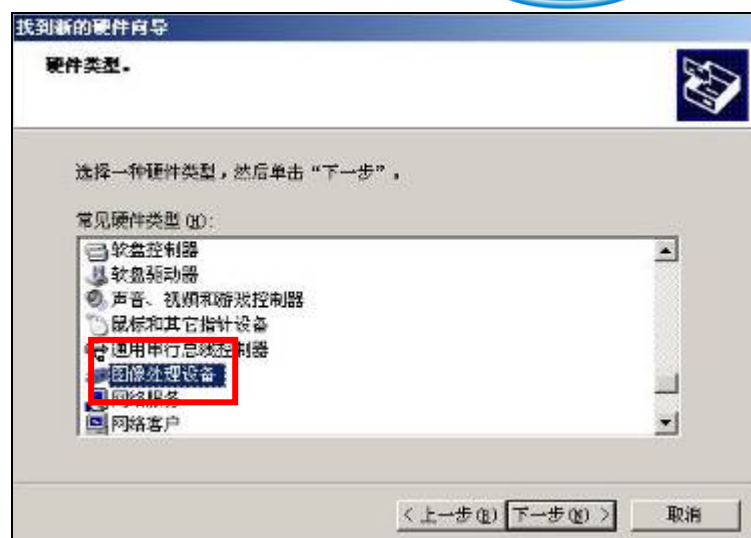 找到新的硬件向导
硬件类型。
选择一种硬件类型，然后单击“下一步”。
常见硬件类型(H):
软盘控制器
软盘驱动器
声音、视频和游戏控制器
鼠标和其它指针设备
通用串行总线控制器
图像处理设备
网络服务
网络客户
< 上一步(B)
下一步(N) >
取消